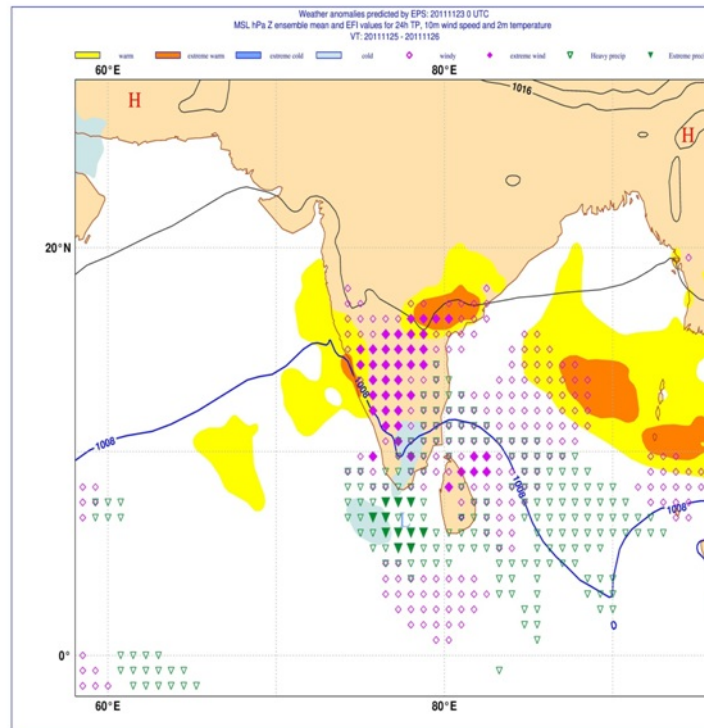 Weather anomalies predicted by EPS: 20111123 0 UTC
MSL hPa Z ensemble mean and EFI values for 24h TP, 10m wind speed and 2m temperature
VT: 20111125 - 20111126
warm extreme warm extreme cold cold windy extreme wind Heavy precip Extreme preci
60°E 80°E
1016
H
H
20°N
1008
1008
1008
1008
L
0
0°
60°E 80°E